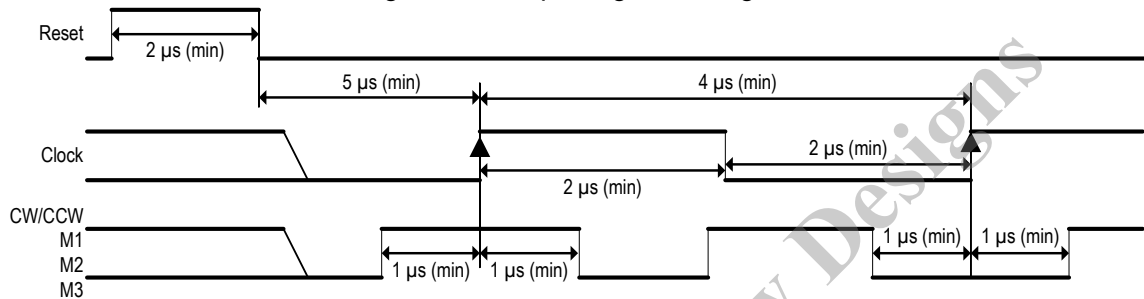 Reset
2 µs (min)
5 µs (min)
4 µs (min)
Clock
2 µs (min)
2 µs (min)
CW/CCW
M1
M2
M3
1 µs (min)
1 µs (min)
1 µs (min)
1 µs (min)
Designs